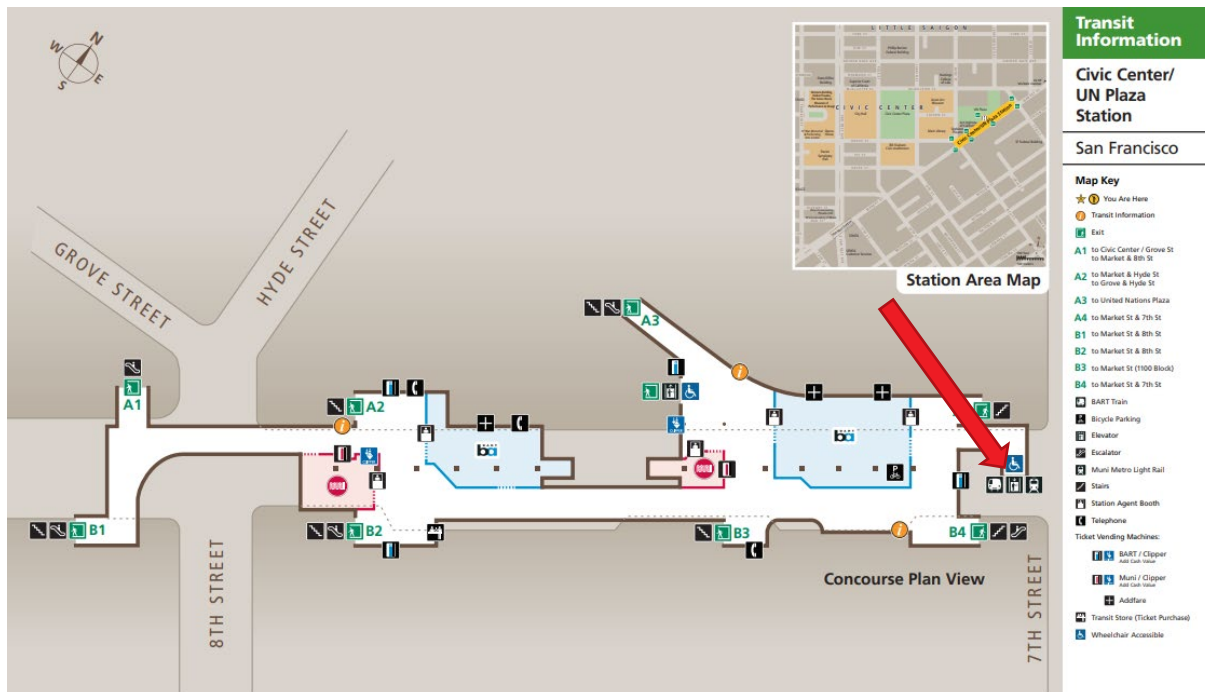 N
W
E
S
LITTLE SAIGON
CIVIC CENTER
City Hall
Civic Center Plaza
Civic Center/UN Plaza Station
Station Area Map
GROVE STREET
HYDE STREET
A3
i
A1
A2
i
ba
ba
P
B1
B2
B3
i
B4
Concourse Plan View
8TH STREET
7TH STREET
Transit
Information
Civic Center/
UN Plaza
Station
San Francisco
Map Key
You Are Here
i Transit Information
Exit
A1 to Civic Center / Grove St
to Market & 8th St
A2 to Market & Hyde St
to Grove & Hyde St
A3 to United Nations Plaza
A4 to Market St & 7th St
B1 to Market St & 8th St
B2 to Market St & 8th St
B3 to Market St (1100 Block)
B4 to Market St & 7th St
BART Train
Bicycle Parking
Elevator
Escalator
Muni Metro Light Rail
Stairs
Station Agent Booth
Telephone
Ticket Vending Machines:
BART / Clipper
Add Cash Value
Muni / Clipper
Add Cash Value
Addfare
Transit Store (Ticket Purchase)
Wheelchair Accessible